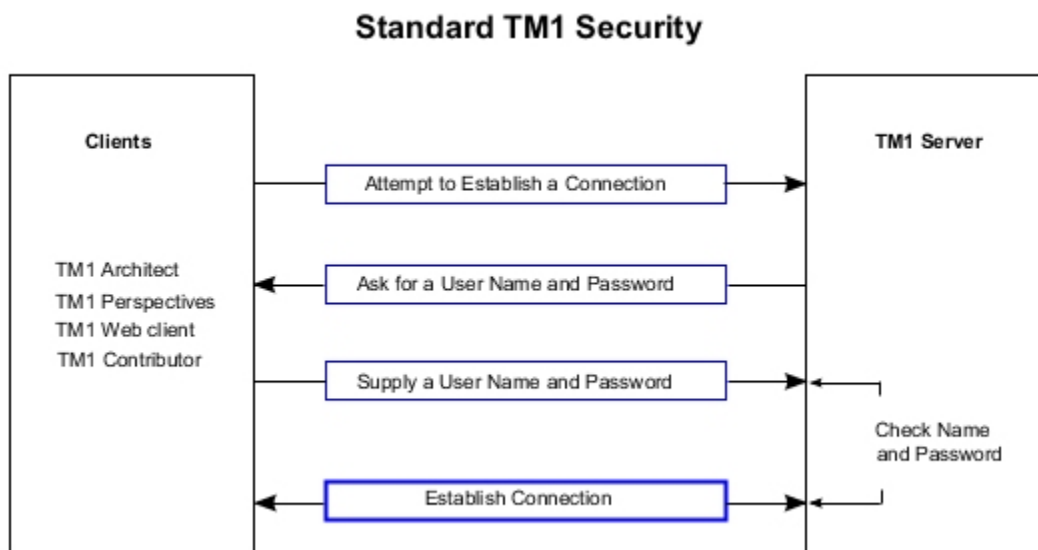 Standard TM1 Security
Clients
TM1 Server
Attempt to Establish a Connection
TM1 Architect
TM1 Perspectives
TM1 Web client
TM1 Contributor
Ask for a User Name and Password
Supply a User Name and Password
Check Name
and Password
Establish Connection